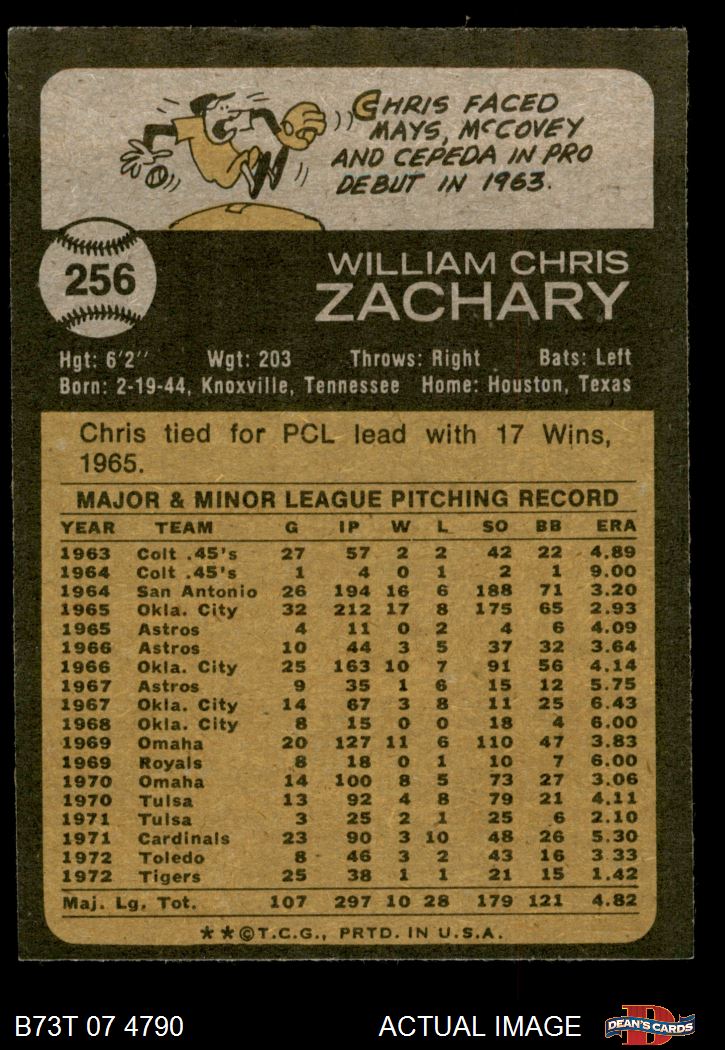 CHRIS FACED
MAYS, McCOVEY
AND CEPEDA IN PRO
DEBUT IN 1963.
256
WILLIAM CHRIS
ZACHARY
Hgt: 6'2" Wgt: 203 Throws: Right Bats: Left
Born: 2-19-44, Knoxville, Tennessee Home: Houston, Texas
Chris tied for PCL lead with 17 Wins,
1965.
MAJOR & MINOR LEAGUE PITCHING RECORD
YEAR TEAM G IP W L SO BB ERA
1963 Colt .45's 27 57 2 2 42 22 4.89
1964 Colt .45's 1 4 0 1 2 1 9.00
1964 San Antonio 26 194 16 6 188 71 3.20
1965 Okla. City 32 212 17 8 175 65 2.93
1965 Astros 4 11 0 2 4 6 4.09
1966 Astros 10 44 3 5 37 32 3.64
1966 Okla. City 25 163 10 7 91 56 4.14
1967 Astros 9 35 1 6 15 12 5.75
1967 Okla. City 14 67 3 8 11 25 6.43
1968 Okla. City 8 15 0 0 18 4 6.00
1969 Omaha 20 127 11 6 110 47 3.83
1969 Royals 8 18 0 1 10 7 6.00
1970 Omaha 14 100 8 5 73 27 3.06
1970 Tulsa 13 92 4 8 79 21 4.11
1971 Tulsa 3 25 2 1 25 6 2.10
1971 Cardinals 23 90 3 10 48 26 5.30
1972 Toledo 8 46 3 2 43 16 3.33
1972 Tigers 25 38 1 1 21 15 1.42
Maj. Lg. Tot. 107 297 10 28 179 121 4.82
**©T.C.G., PRTD. IN U.S.A.
B73T 07 4790 ACTUAL IMAGE
DEAN'S CARDS